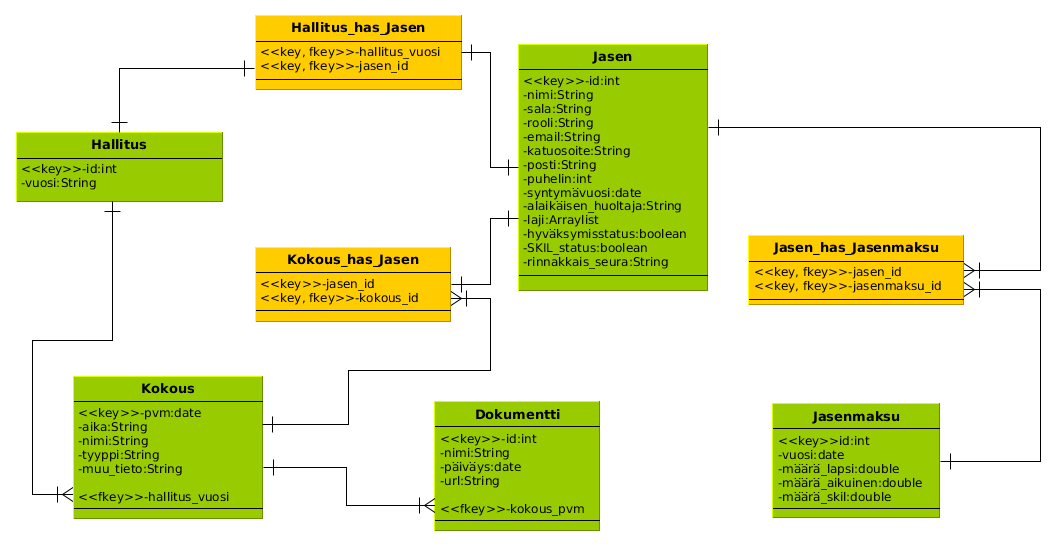 Hallitus_has_Jasen
<<key, fkey>>-hallitus_vuosi
<<key, fkey>>-jasen_id
Jasen
<<key>>-id:int
-nimi:String
-sala:String
-rooli:String
-email:String
-katuosoite:String
-posti:String
-puhelin:int
-syntymävuosi:date
-alaikäisen_huoltaja:String
-laji:Arraylist
-hyväksymisstatus:boolean
-SKIL_status:boolean
-rinnakkais_seura:String
Hallitus
<<key>>-id:int
-vuosi:String
Kokous_has_Jasen
<<key>>-jasen_id
<<key, fkey>>-kokous_id
Jasen_has_Jasenmaksu
<<key, fkey>>-jasen_id
<<key, fkey>>-jasenmaksu_id
Kokous
<<key>>-pvm:date
-aika:String
-nimi:String
-tyyppi:String
-muu_tieto:String
<<fkey>>-hallitus_vuosi
Dokumentti
<<key>>-id:int
-nimi:String
-päiväys:date
-url:String
<<fkey>>-kokous_pvm
Jasenmaksu
<<key>>id:int
-vuosi:date
-määrä_lapsi:double
-määrä_aikuinen:double
-määrä_skil:double